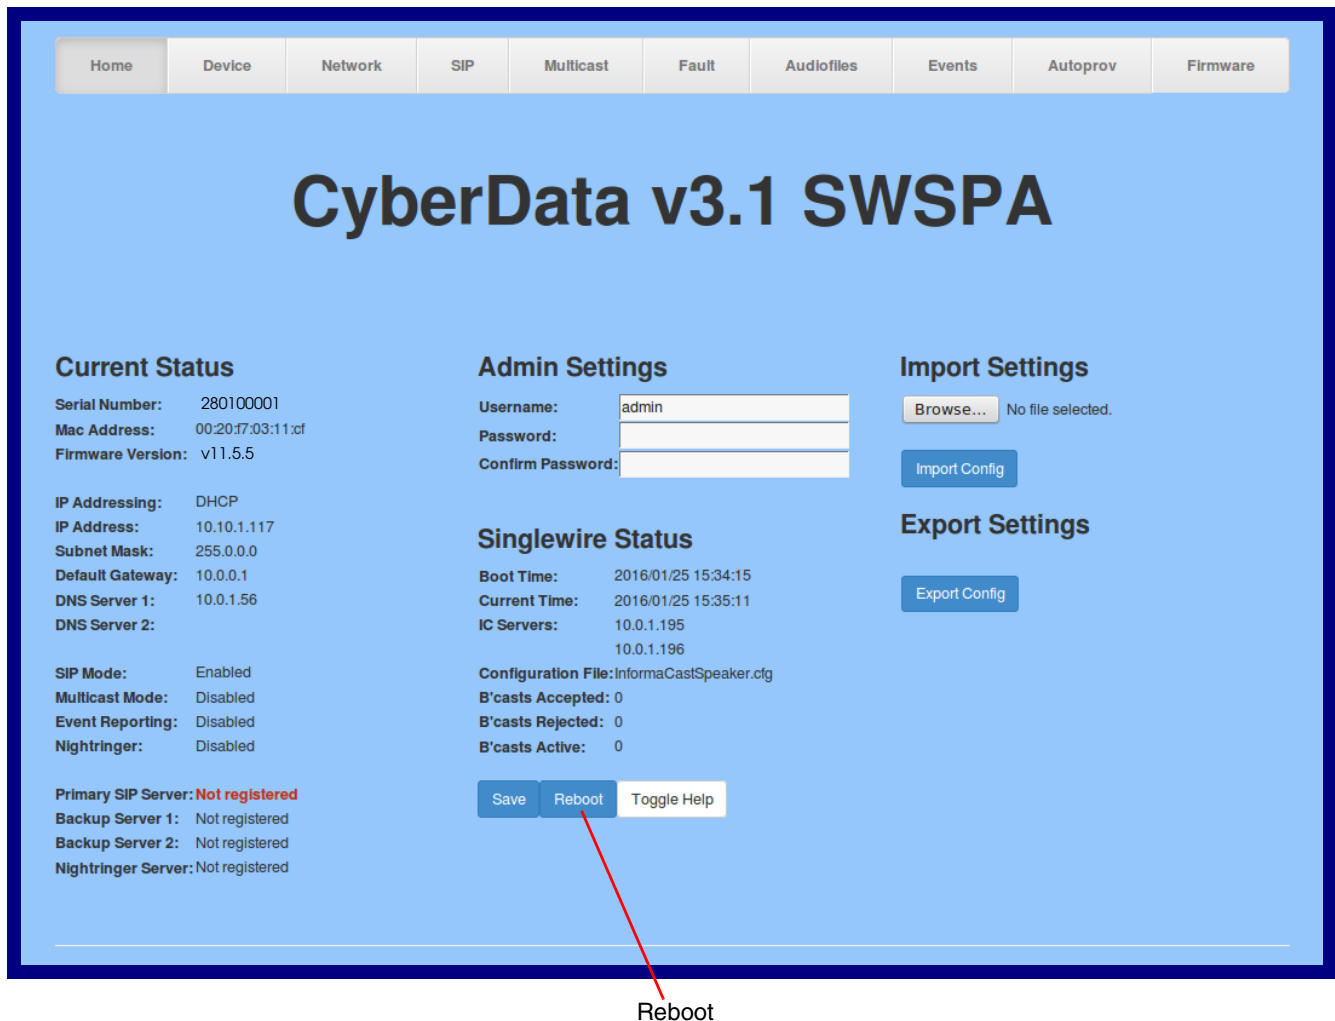 Home Device Network SIP Multicast Fault Audiofiles Events Autoprov Firmware
CyberData v3.1 SWSPA
Current Status
Serial Number: 280100001
Mac Address: 00:20:f7:03:11:cf
Firmware Version: v11.5.5
IP Addressing: DHCP
IP Address: 10.10.1.117
Subnet Mask: 255.0.0.0
Default Gateway: 10.0.0.1
DNS Server 1: 10.0.1.56
DNS Server 2:
SIP Mode: Enabled
Multicast Mode: Disabled
Event Reporting: Disabled
Nightringer: Disabled
Primary SIP Server: Not registered
Backup Server 1: Not registered
Backup Server 2: Not registered
Nightringer Server: Not registered
Admin Settings
Username: admin
Password:
Confirm Password:
Singlewire Status
Boot Time: 2016/01/25 15:34:15
Current Time: 2016/01/25 15:35:11
IC Servers: 10.0.1.195
10.0.1.196
Configuration File: InformaCastSpeaker.cfg
B'casts Accepted: 0
B'casts Rejected: 0
B'casts Active: 0
Save Reboot Toggle Help
Import Settings
Browse... No file selected.
Import Config
Export Settings
Export Config
Reboot